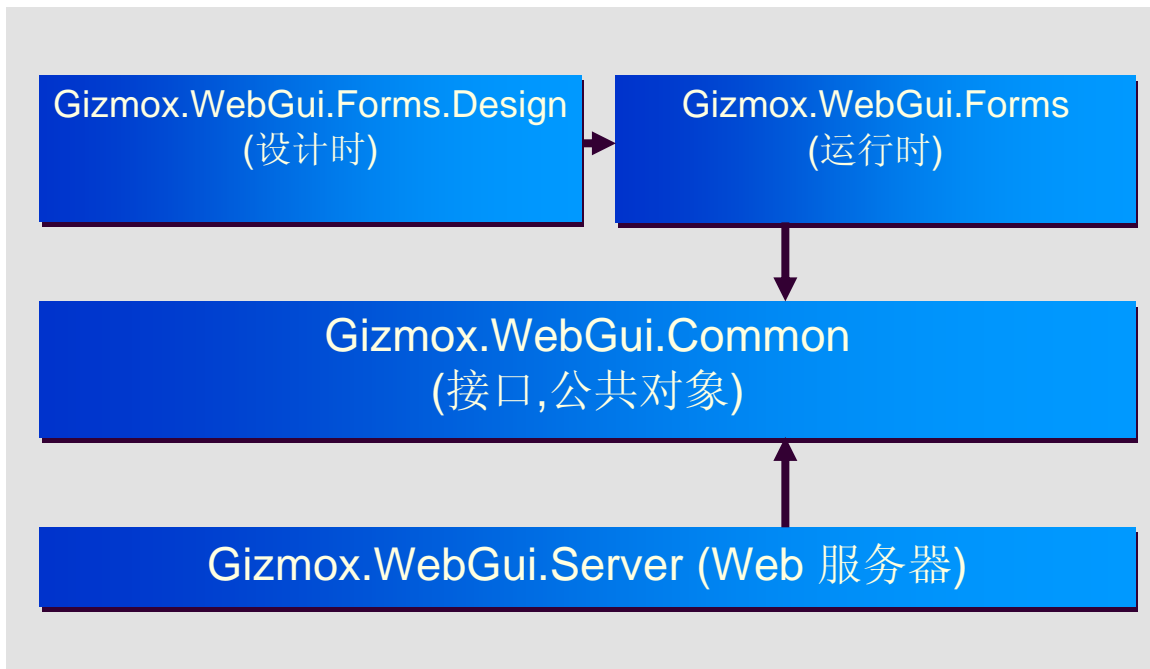 Gizmox.WebGui.Forms.Design
(设计时)
Gizmox.WebGui.Forms
(运行时)
Gizmox.WebGui.Common
(接口,公共对象)
Gizmox.WebGui.Server (Web 服务器)